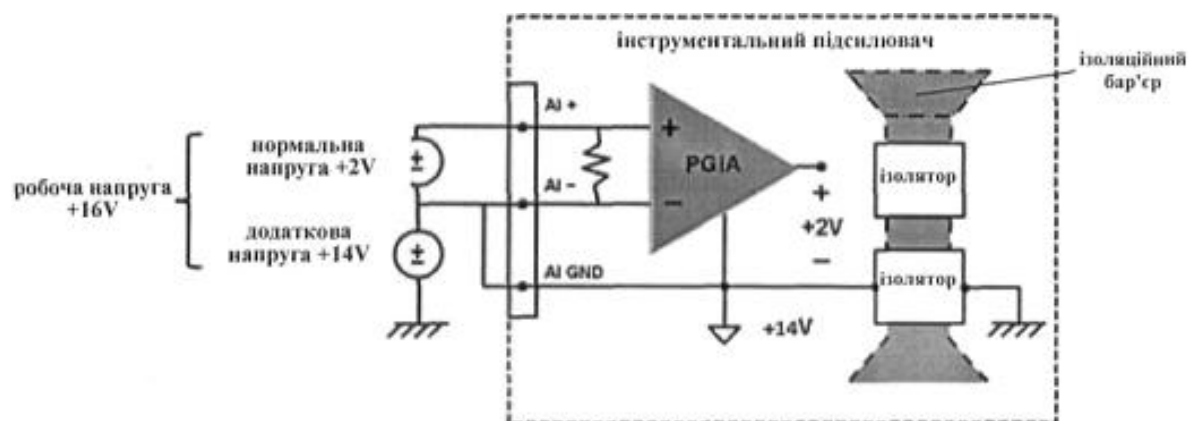 інструментальний підсилювач
ізоляційний
бар'єр
AI +
нормальна
напруга +2V
±
+
PGIA
ізолятор
AI −
−
+
робоча напруга
+16V
+2V
додаткова
напруга +14V
±
−
AI GND
ізолятор
+14V